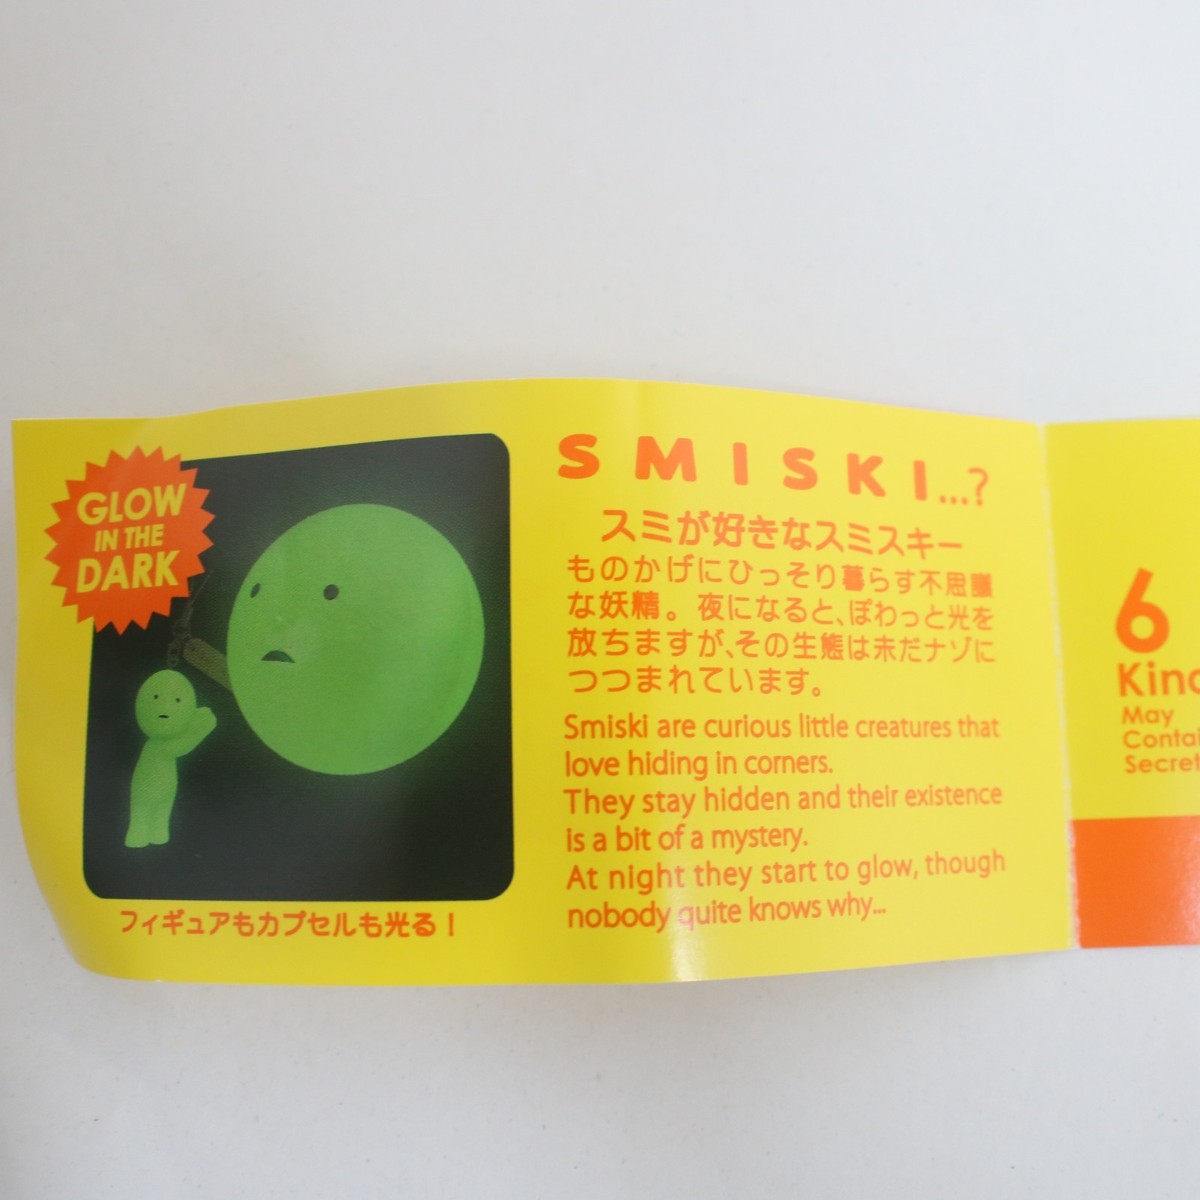 GLOW
IN THE
DARK
フィギュアもカプセルも光る!
SMISKI...?
スミが好きなスミスキー
ものかげにひっそり暮らす不思議
な妖精。夜になると、ぽわっと光を
放ちますが、その生態は未だナゾに
つつまれています。
Smiski are curious little creatures that
love hiding in corners.
They stay hidden and their existence
is a bit of a mystery.
At night they start to glow, though
nobody quite knows why...
6
Kind
May
Contai
Secret